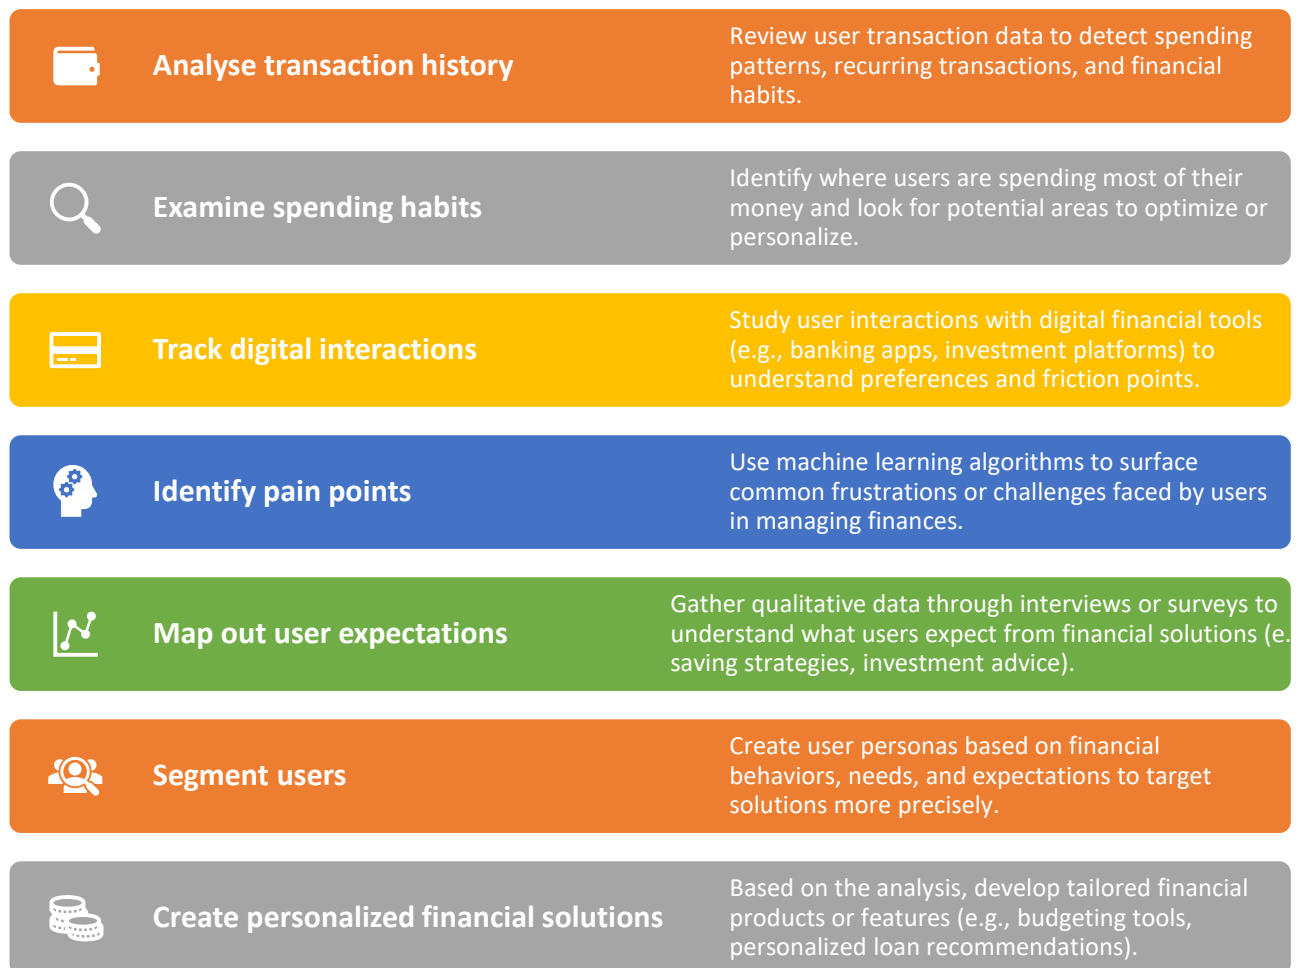 Analyse transaction history
Review user transaction data to detect spending
patterns, recurring transactions, and financial
habits.
Examine spending habits
Identify where users are spending most of their
money and look for potential areas to optimize or
personalize.
Track digital interactions
Study user interactions with digital financial tools
(e.g., banking apps, investment platforms) to
understand preferences and friction points.
Identify pain points
Use machine learning algorithms to surface
common frustrations or challenges faced by users
in managing finances.
Map out user expectations
Gather qualitative data through interviews or surveys to
understand what users expect from financial solutions (e.
saving strategies, investment advice).
Segment users
Create user personas based on financial
behaviors, needs, and expectations to target
solutions more precisely.
Create personalized financial solutions
Based on the analysis, develop tailored financial
products or features (e.g., budgeting tools,
personalized loan recommendations).